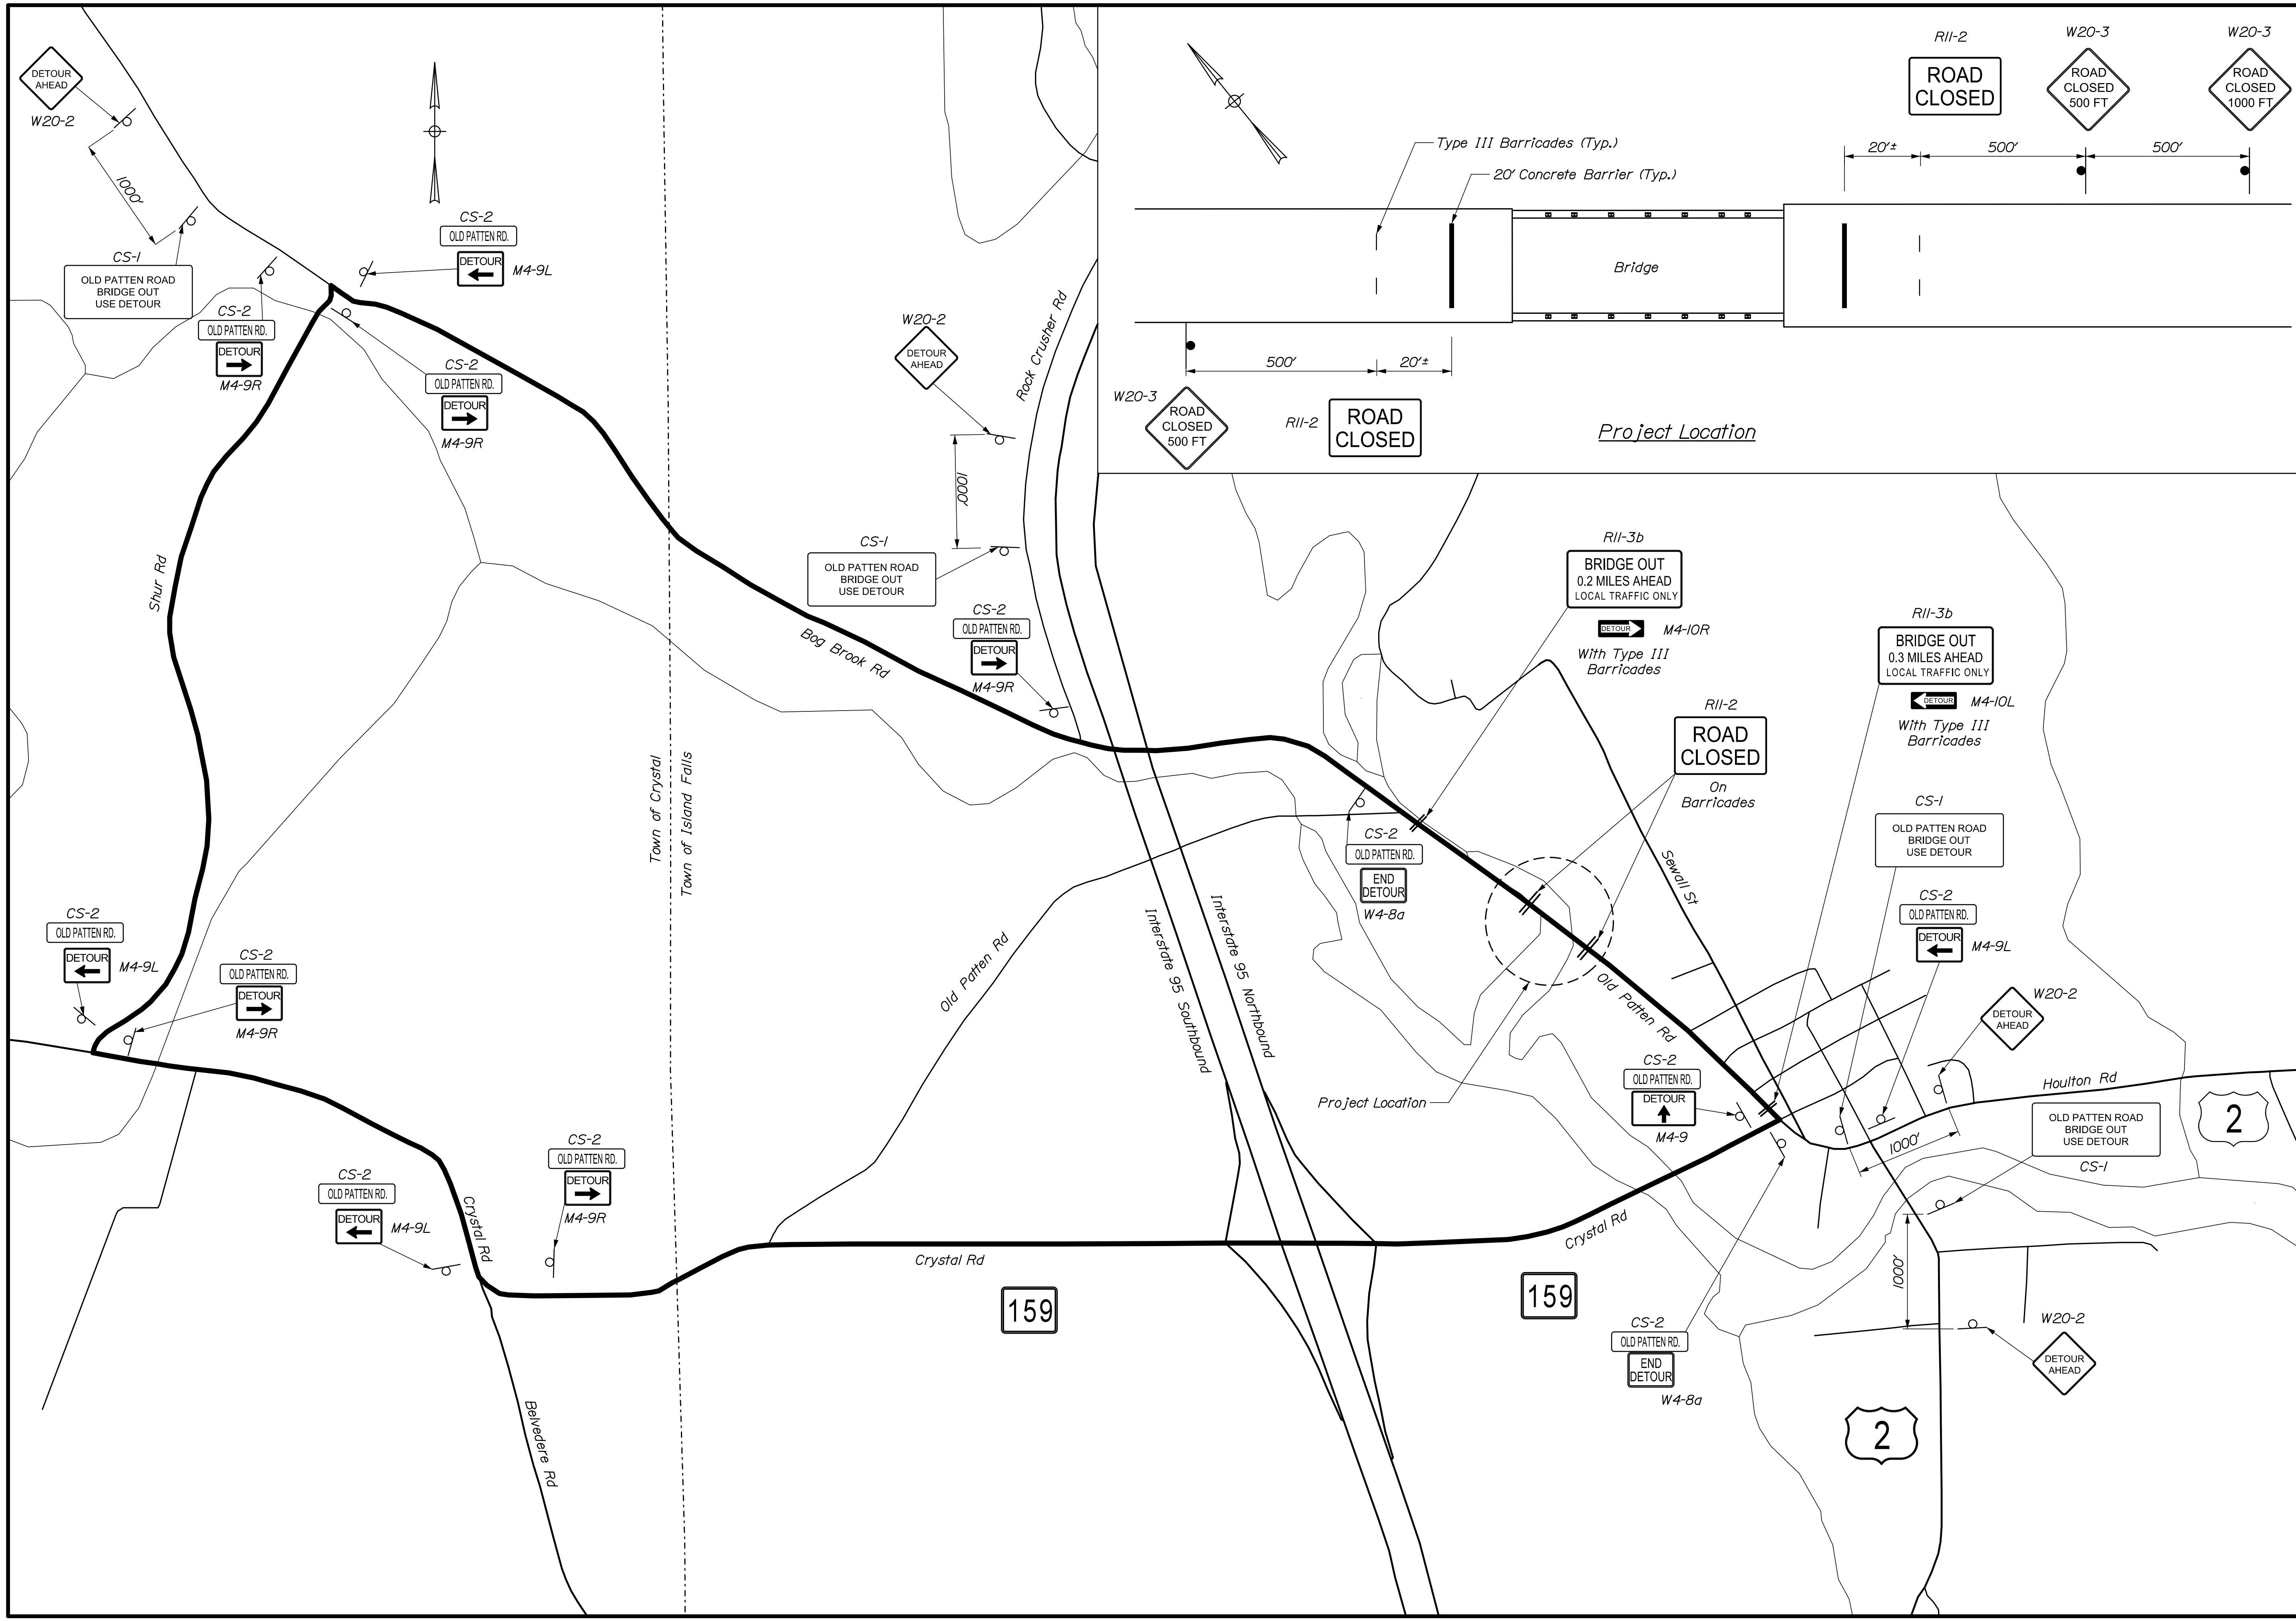 DETOUR
AHEAD
W20-2
1000'
CS-1
OLD PATTEN ROAD
BRIDGE OUT
USE DETOUR
CS-2
OLD PATTEN RD.
DETOUR
M4-9R
CS-2
OLD PATTEN RD.
DETOUR
M4-9L
CS-2
OLD PATTEN RD.
DETOUR
M4-9R
W20-2
DETOUR
AHEAD
1000'
Rock Crusher Rd
CS-1
OLD PATTEN ROAD
BRIDGE OUT
USE DETOUR
CS-2
OLD PATTEN RD.
DETOUR
M4-9R
Type III Barricades (Typ.)
20' Concrete Barrier (Typ.)
R11-2
ROAD
CLOSED
W20-3
ROAD
CLOSED
500 FT
W20-3
ROAD
CLOSED
1000 FT
20'±
500'
500'
Bridge
500'
20'±
W20-3
ROAD
CLOSED
500 FT
R11-2
ROAD
CLOSED
Project Location
Shur Rd
Bog Brook Rd
Town of Crystal
Town of Island Falls
R11-3b
BRIDGE OUT
0.2 MILES AHEAD
LOCAL TRAFFIC ONLY
DETOUR
M4-10R
With Type III
Barricades
R11-3b
BRIDGE OUT
0.3 MILES AHEAD
LOCAL TRAFFIC ONLY
DETOUR
M4-10L
With Type III
Barricades
R11-2
ROAD
CLOSED
On
Barricades
CS-1
OLD PATTEN ROAD
BRIDGE OUT
USE DETOUR
CS-2
OLD PATTEN RD.
END
DETOUR
W4-8a
Sewall St
CS-2
OLD PATTEN RD.
DETOUR
M4-9L
CS-2
OLD PATTEN RD.
DETOUR
M4-9L
CS-2
OLD PATTEN RD.
DETOUR
M4-9R
Old Patten Rd
Interstate 95 Southbound
Interstate 95 Northbound
Old Patten Rd
W20-2
DETOUR
AHEAD
Project Location
CS-2
OLD PATTEN RD.
DETOUR
M4-9
Houlton Rd
1000'
2
OLD PATTEN ROAD
BRIDGE OUT
USE DETOUR
CS-1
CS-2
OLD PATTEN RD.
DETOUR
M4-9L
CS-2
OLD PATTEN RD.
DETOUR
M4-9R
Crystal Rd
Crystal Rd
159
Crystal Rd
159
1000'
CS-2
OLD PATTEN RD.
END
DETOUR
W4-8a
W20-2
DETOUR
AHEAD
2
Belvedere Rd